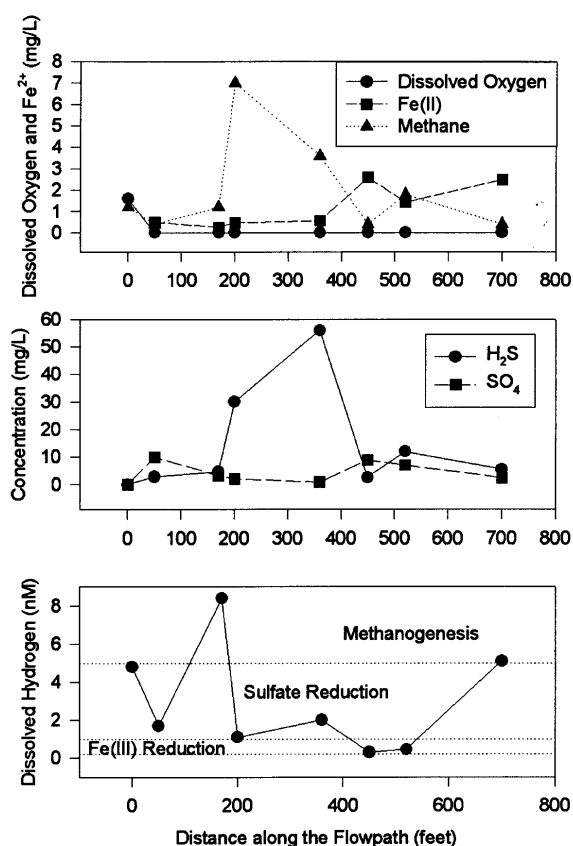 Dissolved Oxygen and Fe²⁺ (mg/L)
8
7
6
5
4
3
2
1
0
Dissolved Oxygen
Fe(II)
Methane
0 100 200 300 400 500 600 700 800
Concentration (mg/L)
60
50
40
30
20
10
0
H₂S
SO₄
0 100 200 300 400 500 600 700 800
Dissolved Hydrogen (nM)
8
6
4
2
0
Methanogenesis
Sulfate Reduction
Fe(III) Reduction
0 200 400 600 800
Distance along the Flowpath (feet)